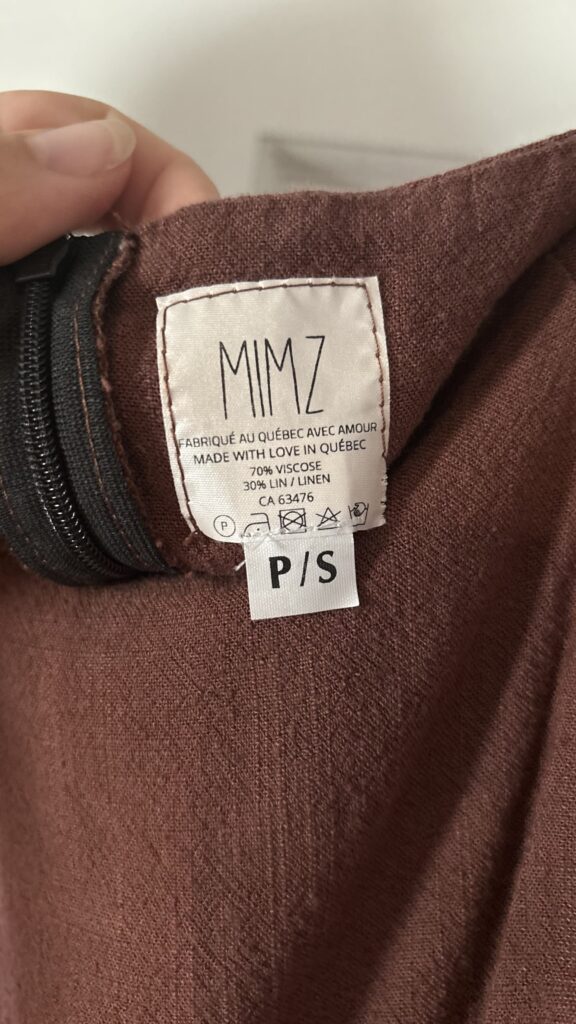 MIMZ
FABRIQUÉ AU QUÉBEC AVEC AMOUR
MADE WITH LOVE IN QUÉBEC
70% VISCOSE
30% LIN / LINEN
CA 63476
P
P/S